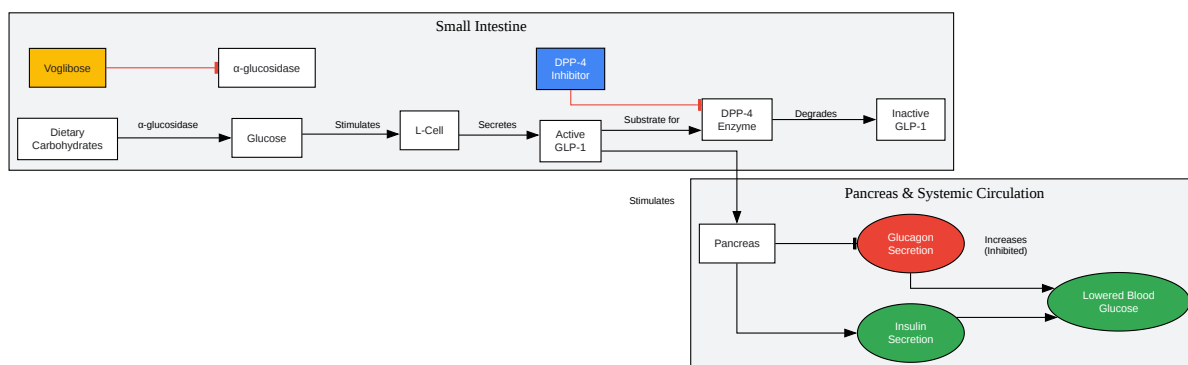 Small Intestine
Voglibose
α-glucosidase
DPP-4
Inhibitor
Dietary
Carbohydrates
α-glucosidase
Glucose
Stimulates
L-Cell
Secretes
Active
GLP-1
Substrate for
DPP-4
Enzyme
Degrades
Inactive
GLP-1
Stimulates
Pancreas & Systemic Circulation
Pancreas
Glucagon
Secretion
Increases
(Inhibited)
Lowered Blood
Glucose
Insulin
Secretion